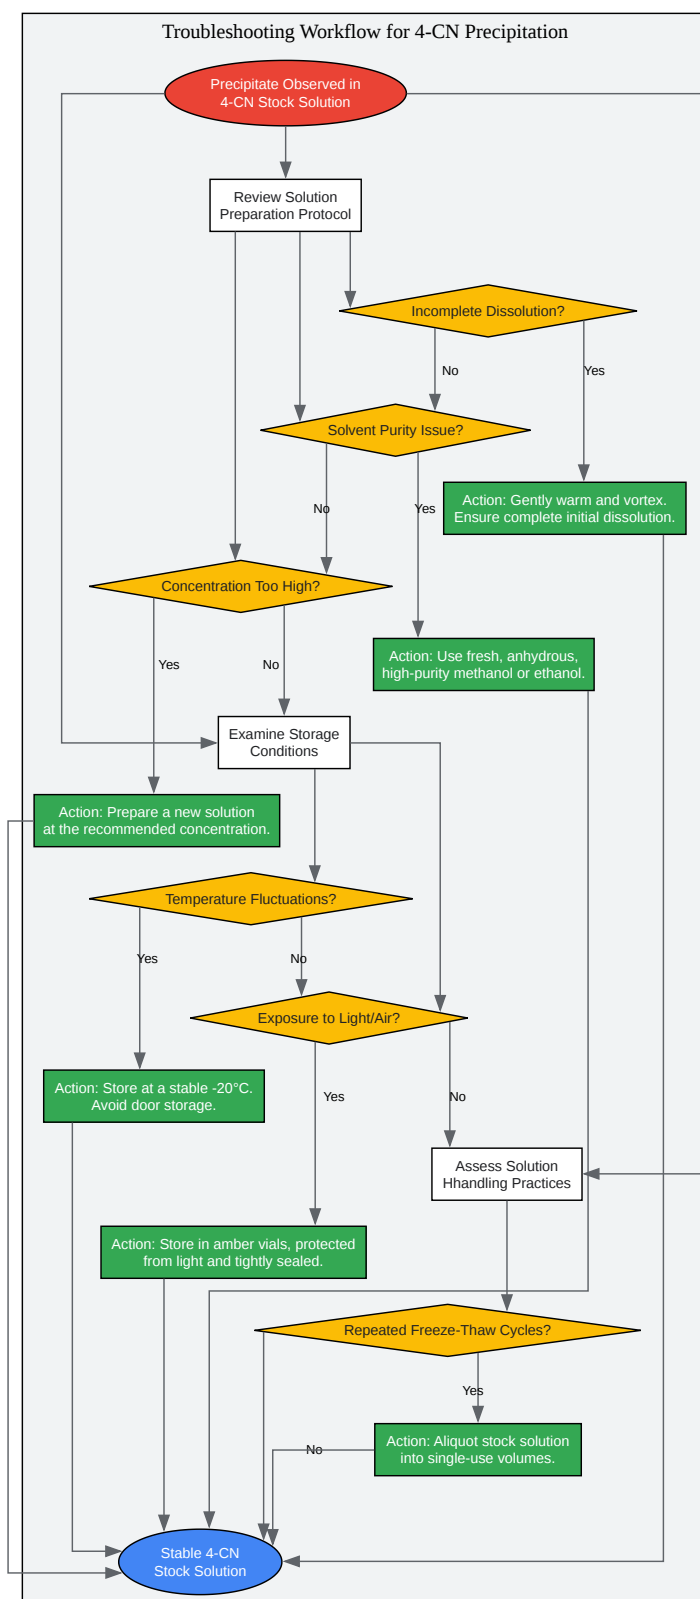 Troubleshooting Workflow for 4-CN Precipitation
Precipitate Observed in
4-CN Stock Solution
Review Solution
Preparation Protocol
Incomplete Dissolution?
No
Yes
Solvent Purity Issue?
Action: Gently warm and vortex.
Ensure complete initial dissolution.
No
Yes
Concentration Too High?
Action: Use fresh, anhydrous,
high-purity methanol or ethanol.
Yes
No
Examine Storage
Conditions
Action: Prepare a new solution
at the recommended concentration.
Temperature Fluctuations?
Yes
No
Exposure to Light/Air?
Action: Store at a stable -20°C.
Avoid door storage.
Yes
No
Assess Solution
Hhandling Practices
Action: Store in amber vials, protected
from light and tightly sealed.
Repeated Freeze-Thaw Cycles?
Yes
Action: Aliquot stock solution
into single-use volumes.
No
Stable 4-CN
Stock Solution